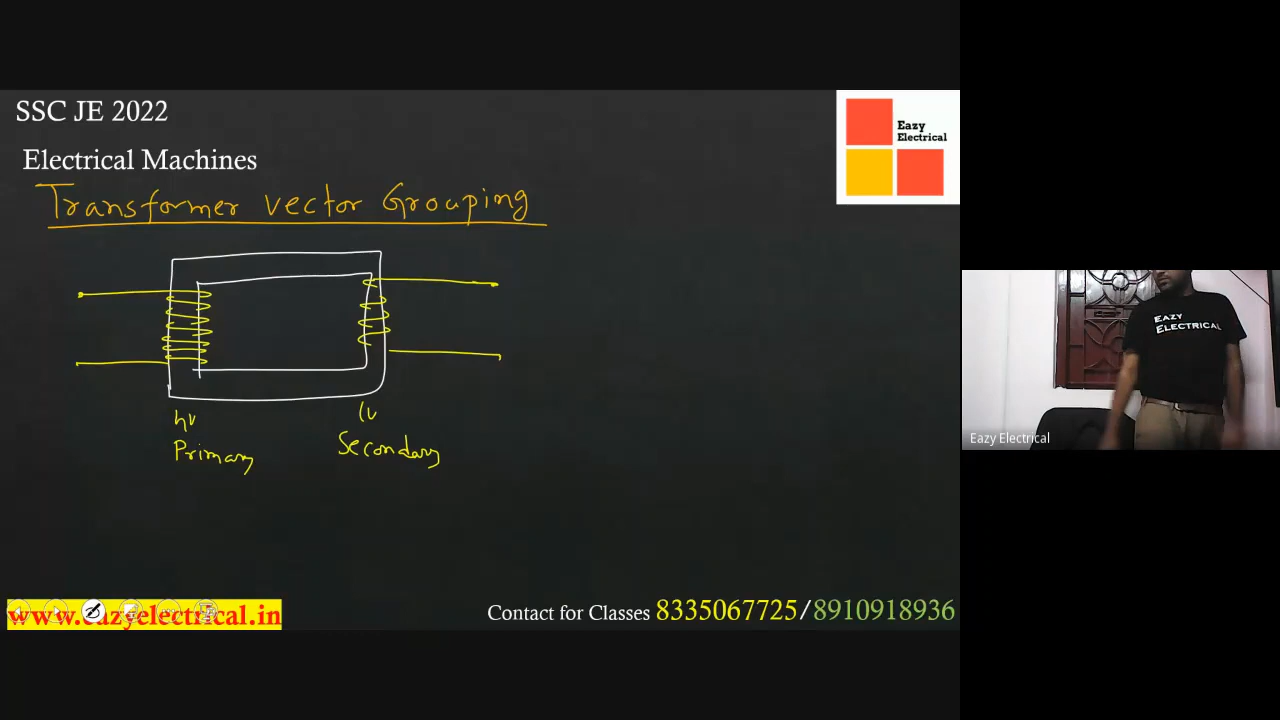 SSC JE 2022
Electrical Machines
Transformer vector Grouping
Eazy
Electrical
EAZY
ELECTRICAL
Eazy Electrical
hv
lv
Primary
Secondary
www.eazyelectrical.in
Contact for Classes 8335067725/8910918936